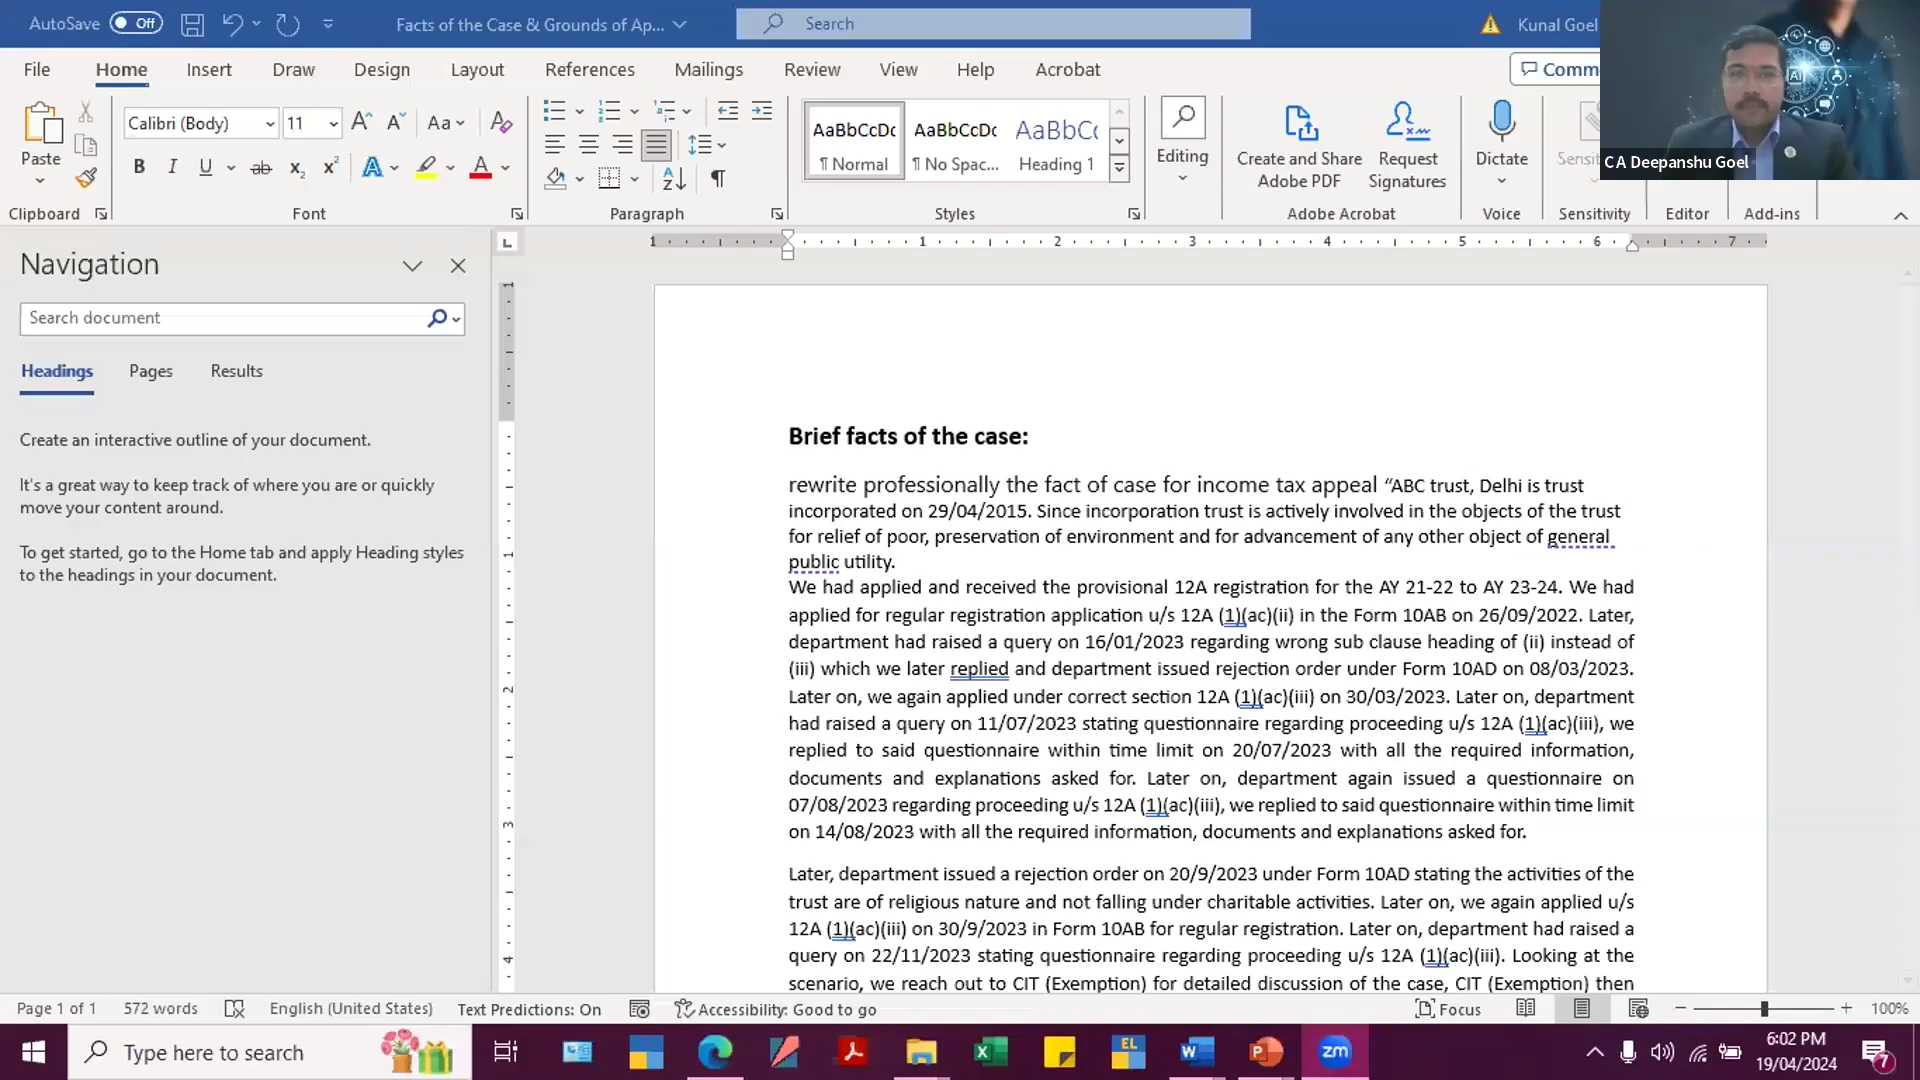 AutoSave Off Facts of the Case & Grounds of Ap... Search Kunal Goel
File Home Insert Draw Design Layout References Mailings Review View Help Acrobat Comm
Calibri (Body) 11 Aa
AaBbCcDc AaBbCcDc AaBbCc
Paste Editing Create and Share Request Dictate Sensi
B I U ab x₂ x² A A
¶ Normal ¶ No Spac... Heading 1
Adobe PDF Signatures
C A Deepanshu Goel
Clipboard Font Paragraph Styles Adobe Acrobat Voice Sensitivity Editor Add-ins
1 1 2 3 4 5 6 7
Navigation
Search document
Headings Pages Results
Create an interactive outline of your document.
It's a great way to keep track of where you are or quickly
move your content around.
To get started, go to the Home tab and apply Heading styles
to the headings in your document.
1
1
2
3
4
Brief facts of the case:
rewrite professionally the fact of case for income tax appeal “ABC trust, Delhi is trust
incorporated on 29/04/2015. Since incorporation trust is actively involved in the objects of the trust
for relief of poor, preservation of environment and for advancement of any other object of general
public utility.
We had applied and received the provisional 12A registration for the AY 21-22 to AY 23-24. We had
applied for regular registration application u/s 12A (1)(ac)(ii) in the Form 10AB on 26/09/2022. Later,
department had raised a query on 16/01/2023 regarding wrong sub clause heading of (ii) instead of
(iii) which we later replied and department issued rejection order under Form 10AD on 08/03/2023.
Later on, we again applied under correct section 12A (1)(ac)(iii) on 30/03/2023. Later on, department
had raised a query on 11/07/2023 stating questionnaire regarding proceeding u/s 12A (1)(ac)(iii), we
replied to said questionnaire within time limit on 20/07/2023 with all the required information,
documents and explanations asked for. Later on, department again issued a questionnaire on
07/08/2023 regarding proceeding u/s 12A (1)(ac)(iii), we replied to said questionnaire within time limit
on 14/08/2023 with all the required information, documents and explanations asked for.
Later, department issued a rejection order on 20/9/2023 under Form 10AD stating the activities of the
trust are of religious nature and not falling under charitable activities. Later on, we again applied u/s
12A (1)(ac)(iii) on 30/9/2023 in Form 10AB for regular registration. Later on, department had raised a
query on 22/11/2023 stating questionnaire regarding proceeding u/s 12A (1)(ac)(iii). Looking at the
scenario, we reach out to CIT (Exemption) for detailed discussion of the case, CIT (Exemption) then
Page 1 of 1 572 words English (United States) Text Predictions: On Accessibility: Good to go Focus 100%
Type here to search EL zm 6:02 PM
19/04/2024 7